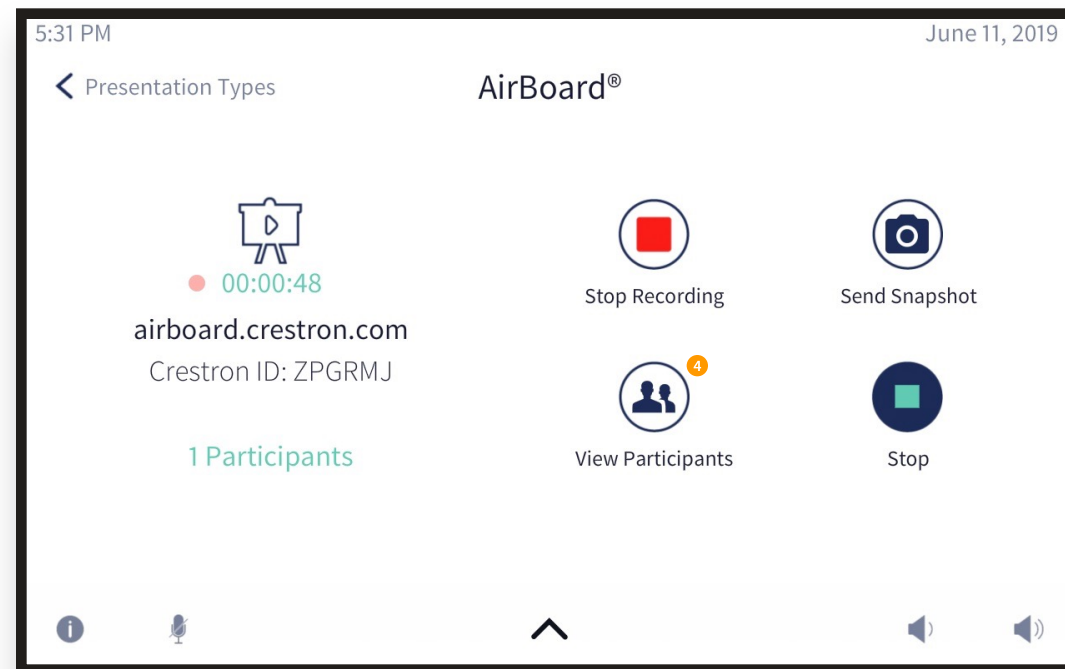 5:31 PM
June 11, 2019
Presentation Types
AirBoard®
00:00:48
airboard.crestron.com
Crestron ID: ZPGRMJ
1 Participants
Stop Recording
Send Snapshot
4
View Participants
Stop